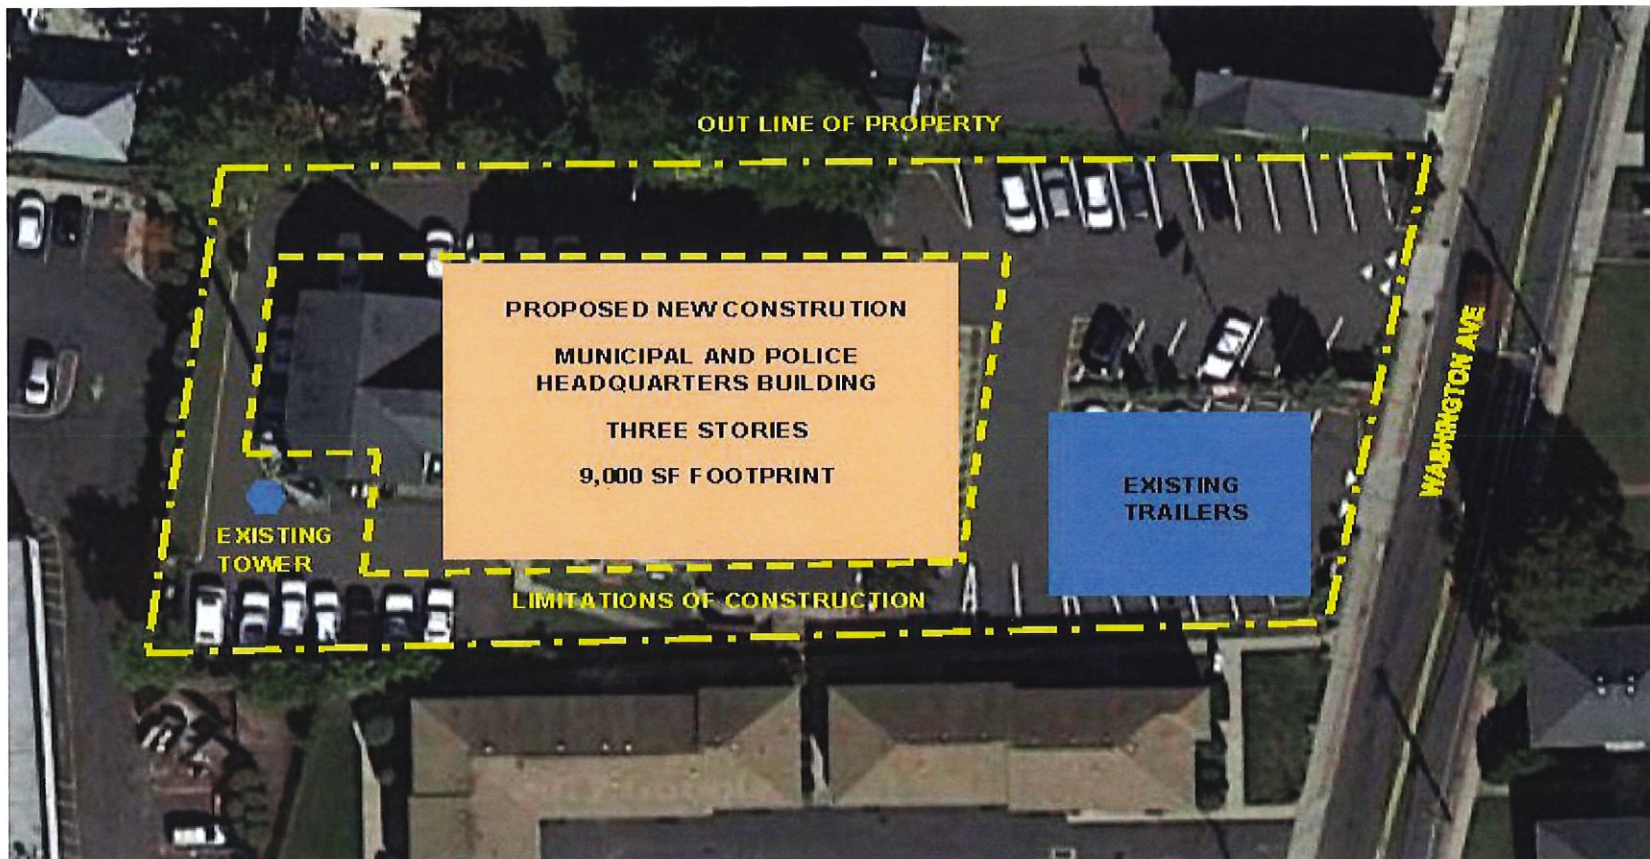 OUT LINE OF PROPERTY
PROPOSED NEW CONSTRUTION
MUNICIPAL AND POLICE
HEADQUARTERS BUILDING
THREE STORIES
9,000 SF FOOTPRINT
WASHINGTON AVE
EXISTING
TRAILERS
EXISTING
TOWER
LIMITATIONS OF CONSTRUCTION